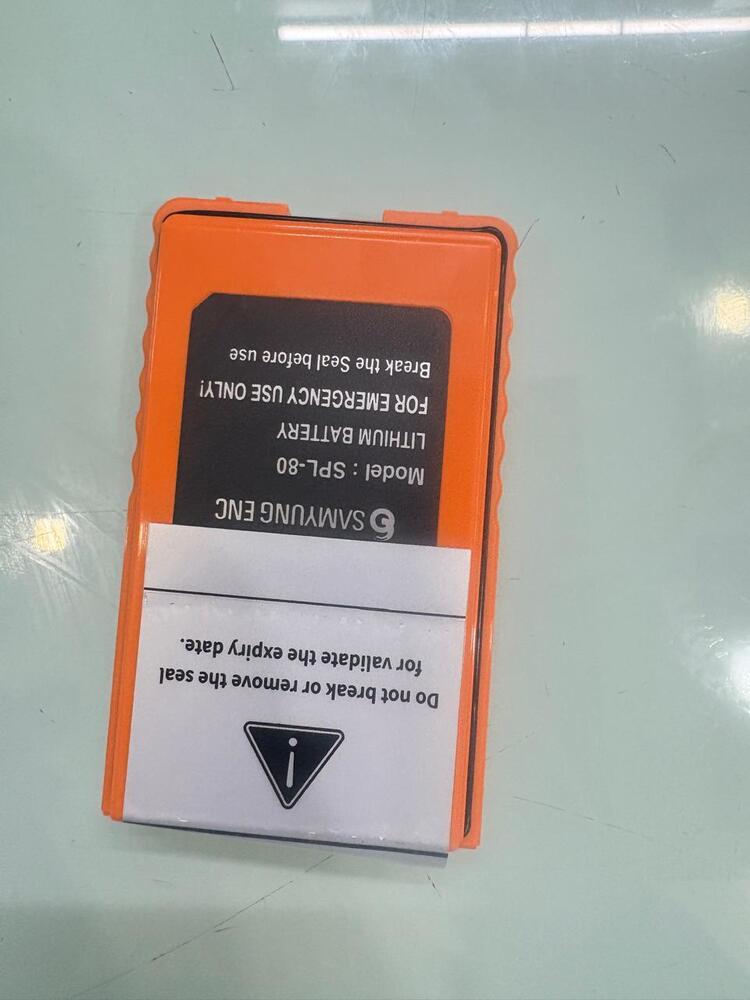 Do not break or remove the seal
for validate the expiry date.
SAMYUNG ENC
Model : SPL-80
LITHIUM BATTERY
FOR EMERGENCY USE ONLY!
Break the Seal before use